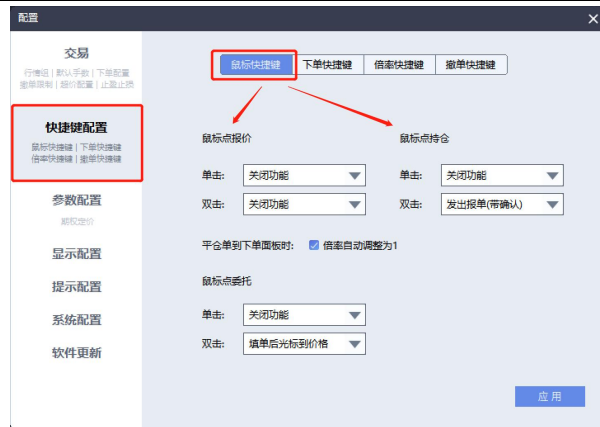 配置
交易
行情组 | 默认手数 | 下单配置
撤单限制 | 超价配置 | 止盈止损
快捷键配置
鼠标快捷键 | 下单快捷键
倍率快捷键 | 撤单快捷键
参数配置
期权定价
显示配置
提示配置
系统配置
软件更新
鼠标快捷键 下单快捷键 倍率快捷键 撤单快捷键
鼠标点报价 鼠标点持仓
单击: 关闭功能 单击: 关闭功能
双击: 关闭功能 双击: 发出报单(带确认)
平仓单到下单面板时: 倍率自动调整为1
鼠标点委托
单击: 关闭功能
双击: 填单后光标到价格
应用